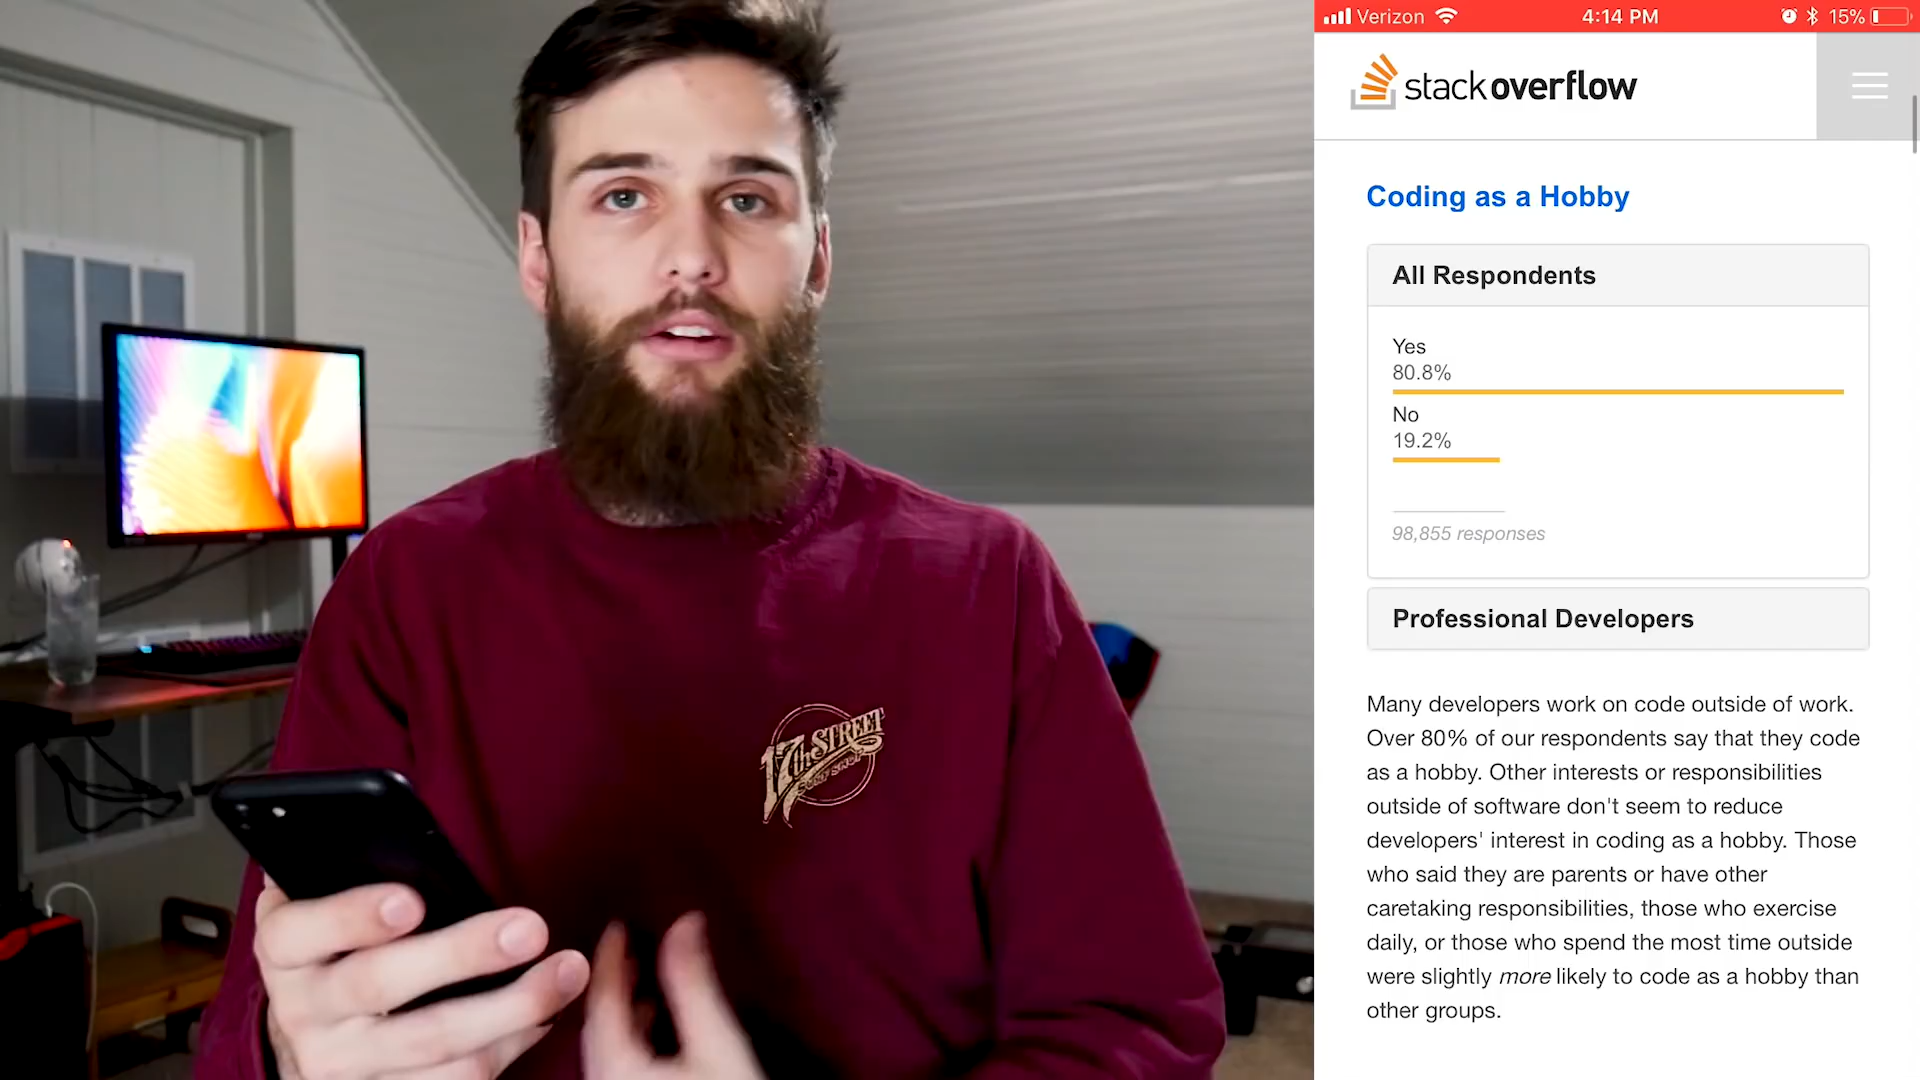 17th STREET
SURF SHOP
Verizon
4:14 PM
15%
stackoverflow
Coding as a Hobby
All Respondents
Yes
80.8%
No
19.2%
98,855 responses
Professional Developers
Many developers work on code outside of work.
Over 80% of our respondents say that they code
as a hobby. Other interests or responsibilities
outside of software don't seem to reduce
developers' interest in coding as a hobby. Those
who said they are parents or have other
caretaking responsibilities, those who exercise
daily, or those who spend the most time outside
were slightly more likely to code as a hobby than
other groups.